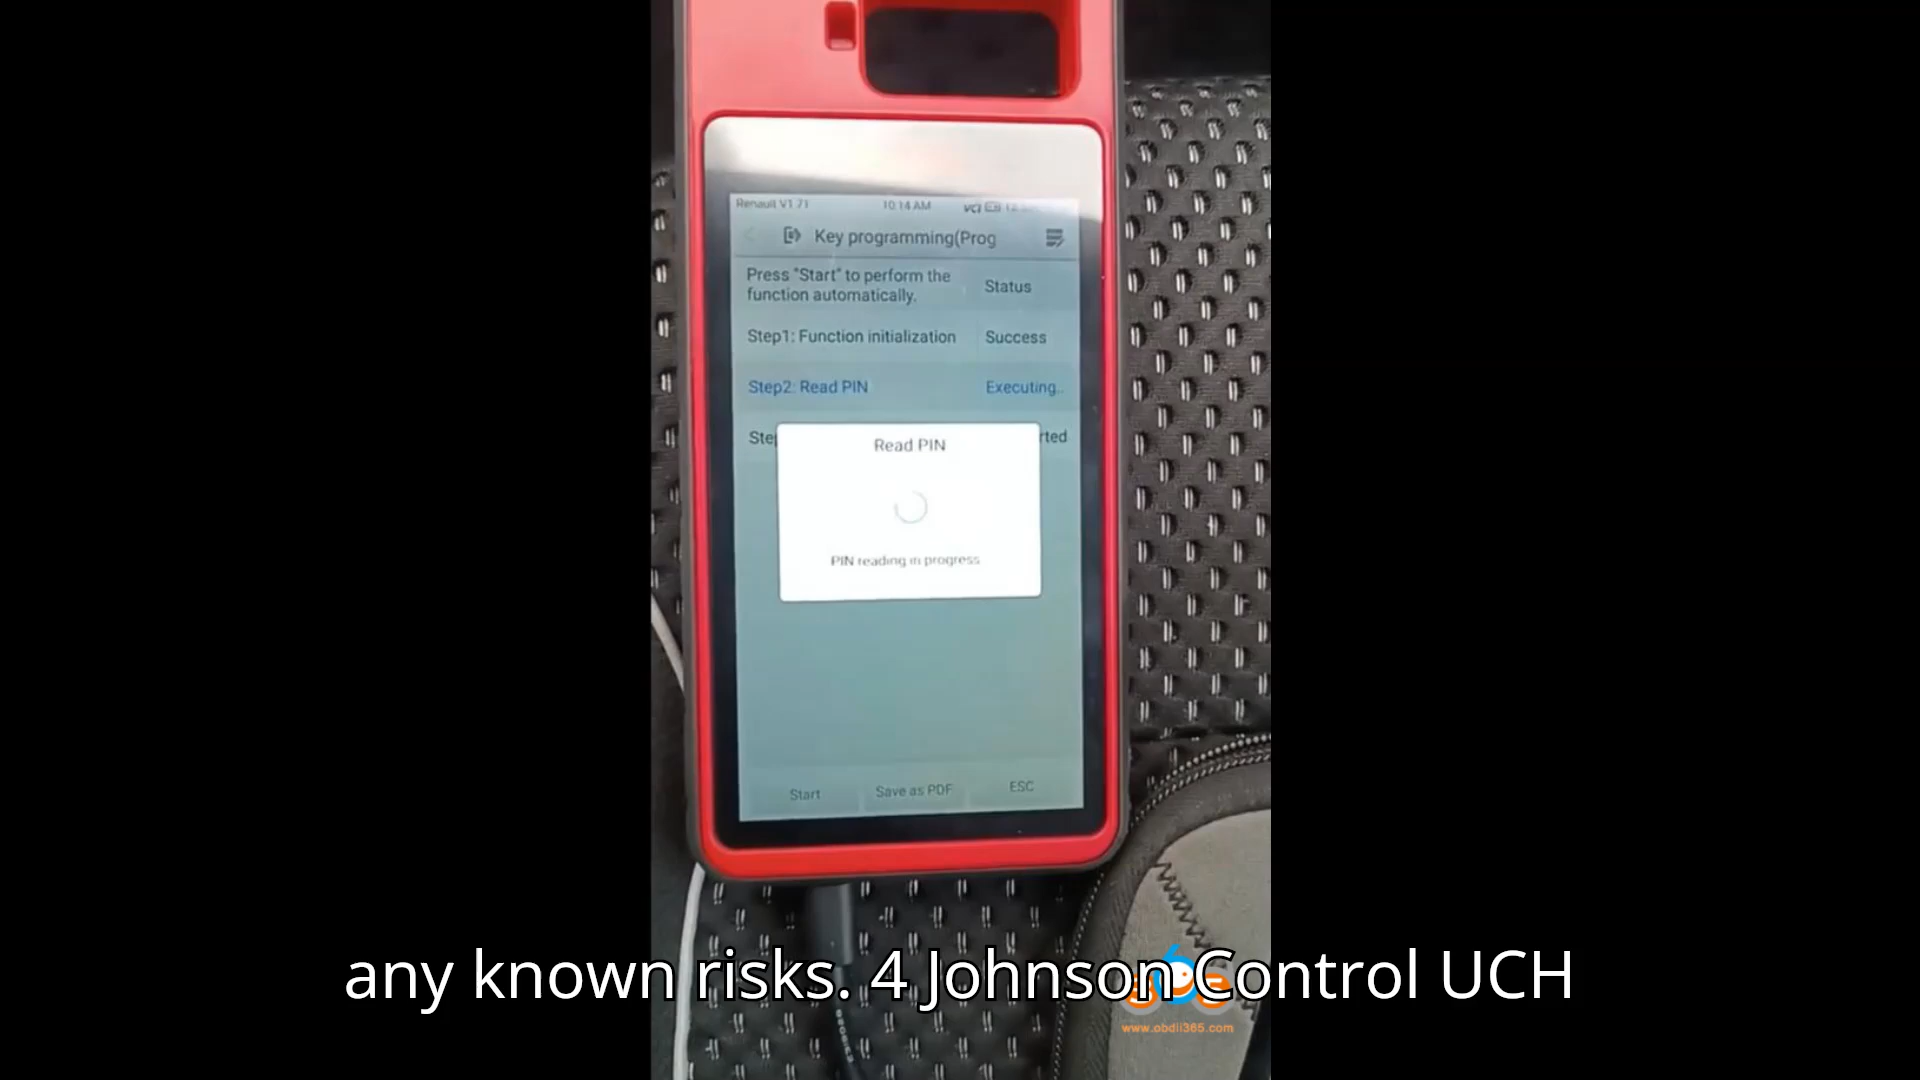 Renault V1.71
10:14 AM
VCI
Key programming(Prog
Press "Start" to perform the
function automatically.
Status
Step1: Function initialization
Success
Step2: Read PIN
Executing..
Ste
rted
Read PIN
PIN reading in progress
Start
Save as PDF
ESC
any known risks. 4 Johnson Control UCH
365
www.obdii365.com